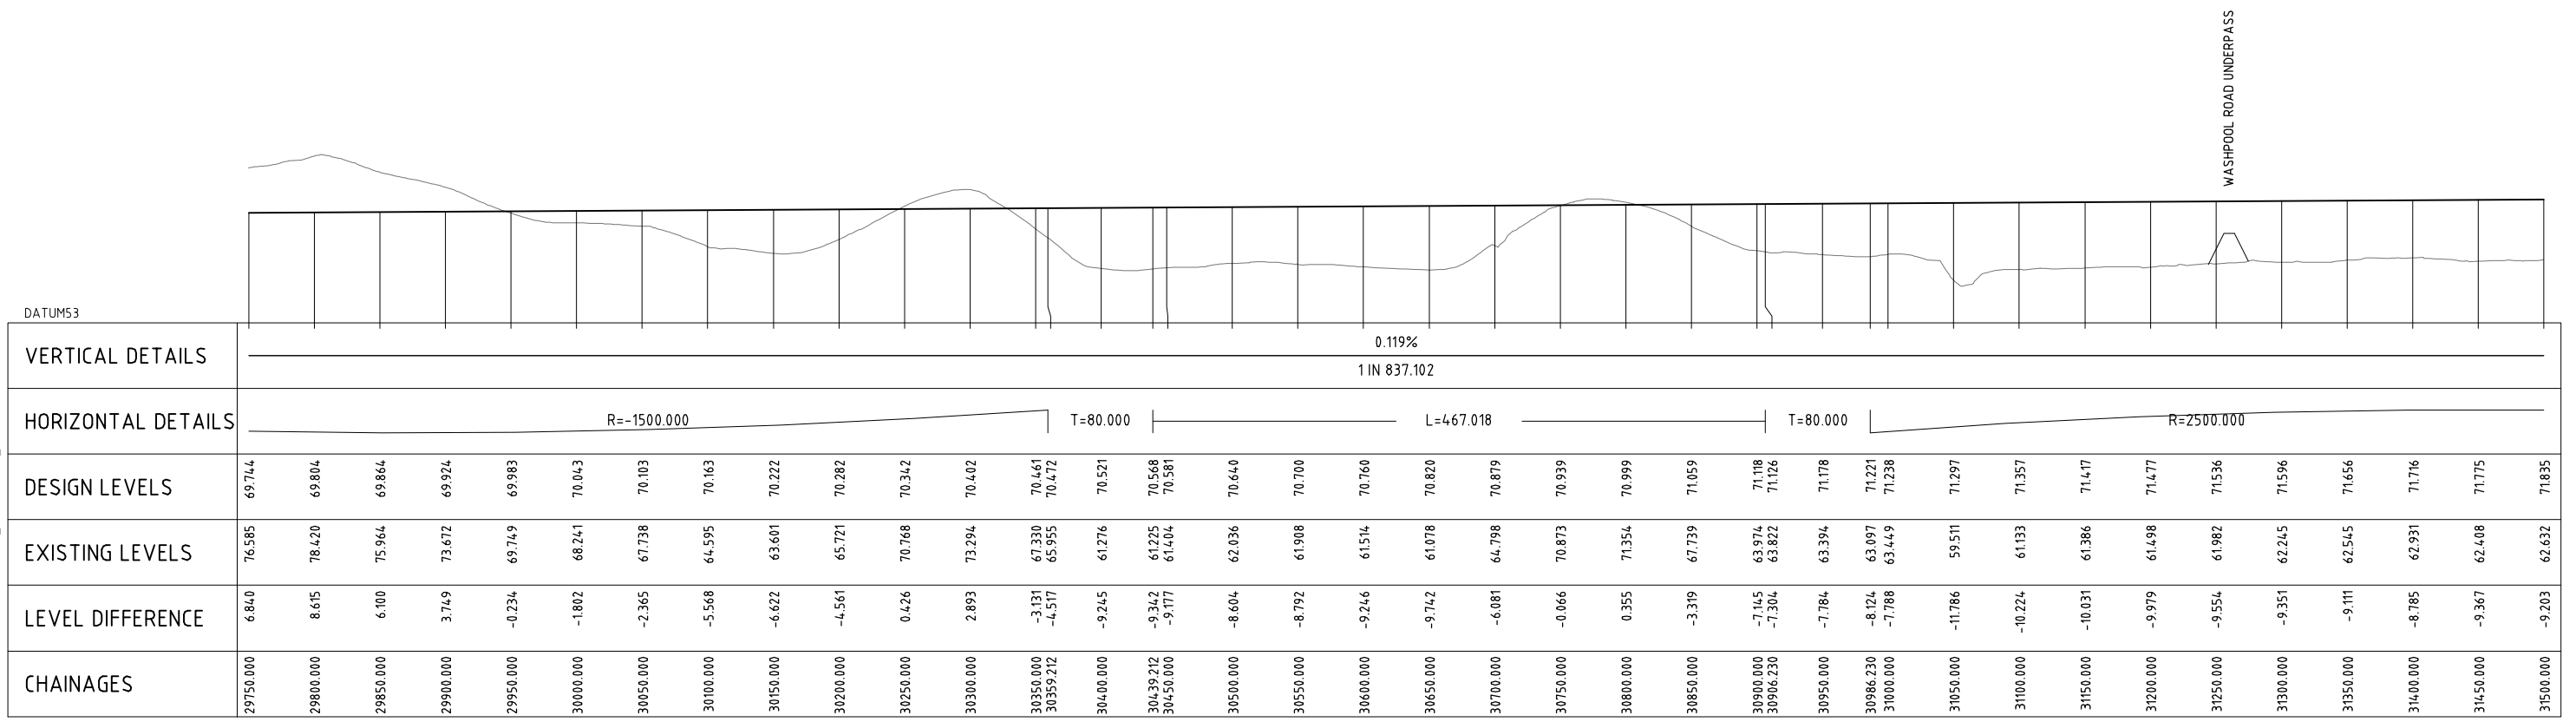 WASHPOOL ROAD UNDERPASS
DATUM53
VERTICAL DETAILS
0.119%
1 IN 837.102
HORIZONTAL DETAILS
R=-1500.000 T=80.000 L=467.018 T=80.000 R=2500.000
DESIGN LEVELS 69.744 69.804 69.864 69.924 69.983 70.043 70.103 70.163 70.222 70.282 70.342 70.402 70.461 70.472 70.521 70.568 70.581 70.640 70.700 70.760 70.820 70.879 70.939 70.999 71.059 71.118 71.126 71.178 71.221 71.238 71.297 71.357 71.417 71.477 71.536 71.596 71.656 71.716 71.775 71.835
EXISTING LEVELS 76.585 78.420 75.964 73.672 69.749 68.241 67.738 64.595 63.601 65.721 70.768 73.294 67.330 65.955 61.276 61.225 61.404 62.036 61.908 61.514 61.078 64.798 70.873 71.354 67.739 63.974 63.822 63.394 63.097 63.449 59.511 61.133 61.386 61.498 61.982 62.245 62.545 62.931 62.408 62.632
LEVEL DIFFERENCE 6.840 8.615 6.100 3.749 -0.234 -1.802 -2.365 -5.568 -6.622 -4.561 0.426 2.893 -3.131 -4.517 -9.245 -9.342 -9.177 -8.604 -8.792 -9.246 -9.742 -6.081 -0.066 0.355 -3.319 -7.145 -7.304 -7.784 -8.124 -7.788 -11.786 -10.224 -10.031 -9.979 -9.554 -9.351 -9.111 -8.785 -9.367 -9.203
CHAINAGES 29750.000 29800.000 29850.000 29900.000 29950.000 30000.000 30050.000 30100.000 30150.000 30200.000 30250.000 30300.000 30350.000 30359.212 30400.000 30439.212 30450.000 30500.000 30550.000 30600.000 30650.000 30700.000 30750.000 30800.000 30850.000 30900.000 30906.230 30950.000 30986.230 31000.000 31050.000 31100.000 31150.000 31200.000 31250.000 31300.000 31350.000 31400.000 31450.000 31500.000